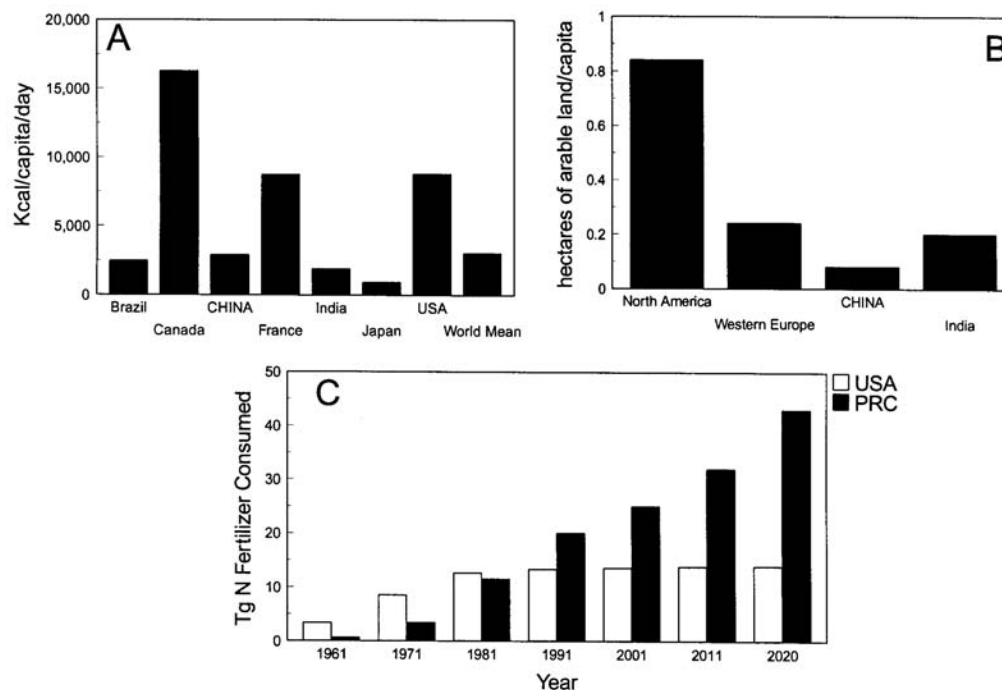 A
Kcal/capita/day
20,000
15,000
10,000
5,000
0
Brazil
Canada
CHINA
France
India
Japan
USA
World Mean
B
hectares of arable land/capita
1
0.8
0.6
0.4
0.2
0
North America
Western Europe
CHINA
India
C
Tg N Fertilizer Consumed
50
40
30
20
10
0
1961 1971 1981 1991 2001 2011 2020
Year
USA
PRC